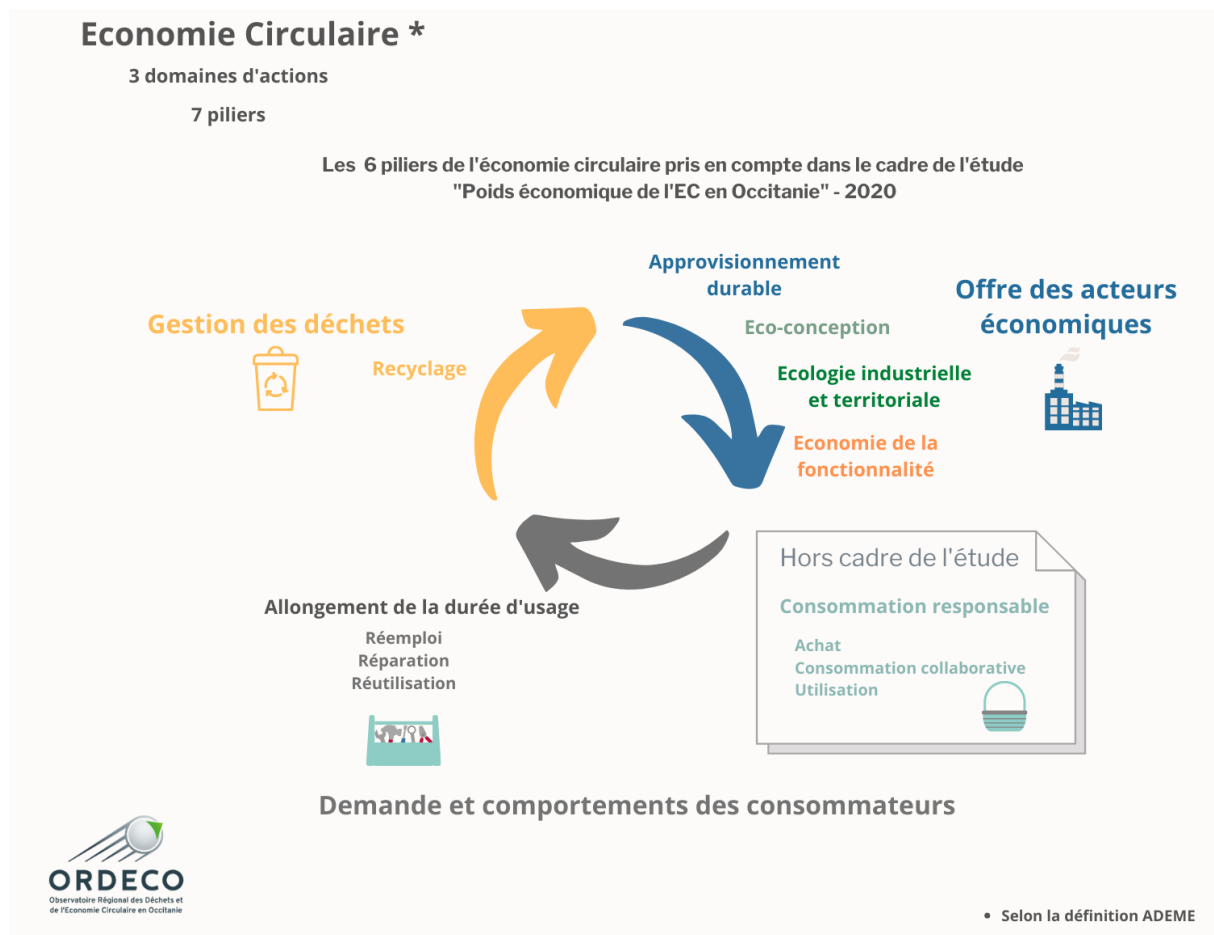 Economie Circulaire *
3 domaines d'actions
7 piliers
Les 6 piliers de l'économie circulaire pris en compte dans le cadre de l'étude
"Poids économique de l'EC en Occitanie" - 2020
Approvisionnement
durable
Eco-conception
Ecologie industrielle
et territoriale
Economie de la
fonctionnalité
Offre des acteurs
économiques
Gestion des déchets
Recyclage
Hors cadre de l'étude
Consommation responsable
Achat
Consommation collaborative
Utilisation
Allongement de la durée d'usage
Réemploi
Réparation
Réutilisation
Demande et comportements des consommateurs
ORDECO
Observatoire Régional des Déchets et
de l'Economie Circulaire en Occitanie
• Selon la définition ADEME